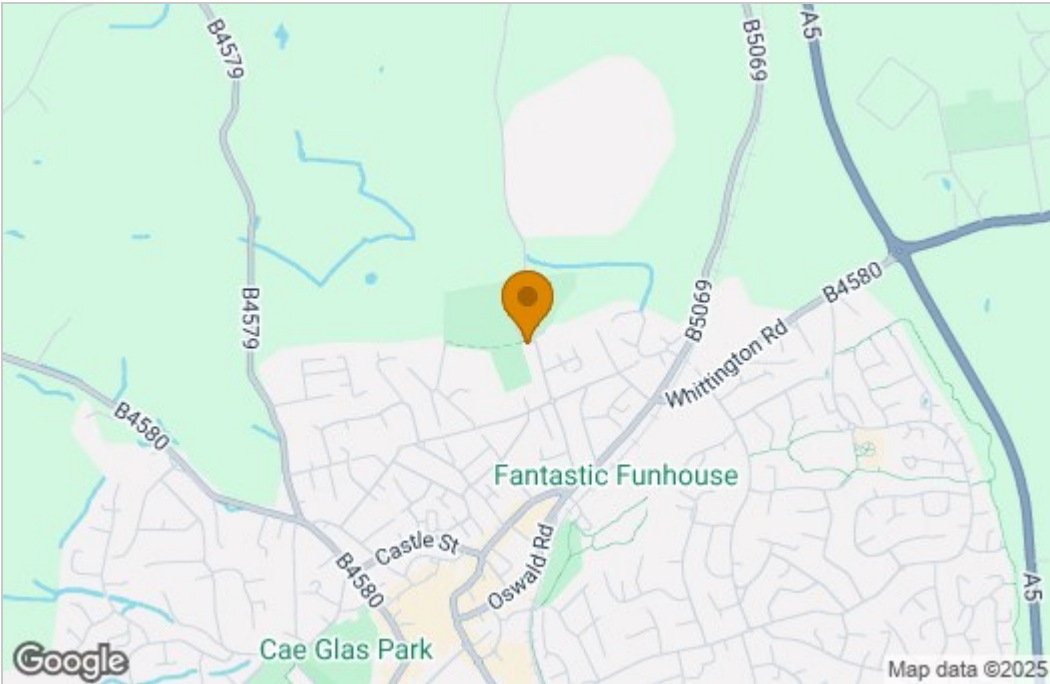 B4579
B5069
A5
B4580
B4579
B5069
Whittington Rd
B4580
Fantastic Funhouse
Castle St
Oswald Rd
B4580
A5
Cae Glas Park
Google
Map data ©2025